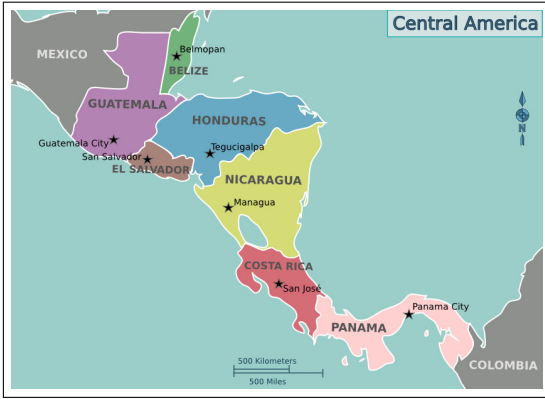 Central America
MEXICO
Belmopan
BELIZE
GUATEMALA
HONDURAS
N
Guatemala City
Tegucigalpa
San Salvador
EL SALVADOR
NICARAGUA
Managua
COSTA RICA
San José
Panama City
PANAMA
COLOMBIA
500 Kilometers
500 Miles